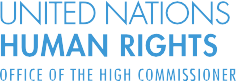 UNITED NATIONS
HUMAN RIGHTS
OFFICE OF THE HIGH COMMISSIONER